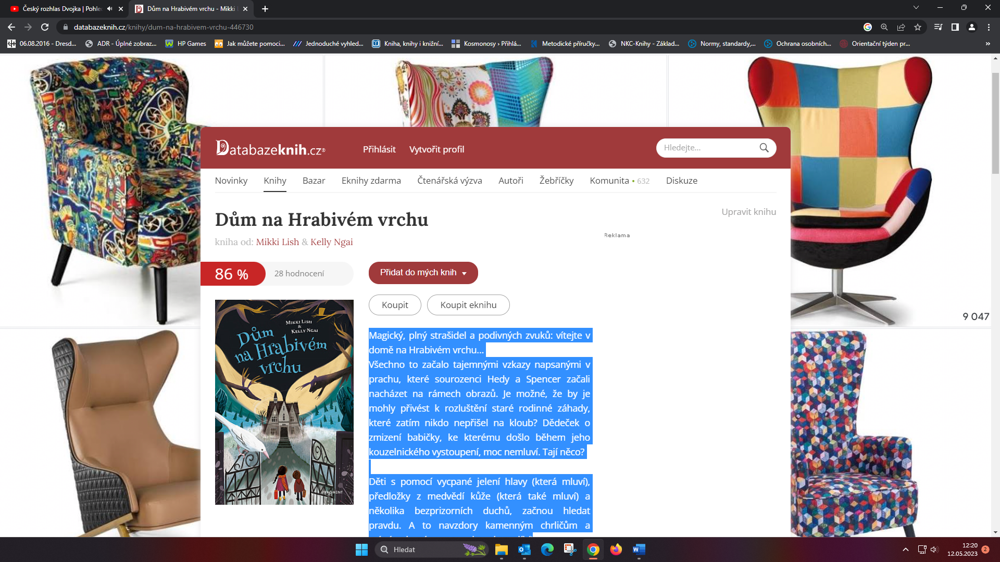 Český rozhlas Dvojka | Pohled
Dům na Hrabivém vrchu - Mikki L
databazeknih.cz/knihy/dum-na-hrabivem-vrchu-446730
06.08.2016 - Dresd...
ADR - Úplné zobraz...
HP Games
Jak můžete pomoci...
Jednoduché vyhled...
Kniha, knihy i knižní...
Kosmonosy › Přihlá...
Metodické příručky...
NKC-Knihy - Základ...
Normy, standardy,...
Ochrana osobních...
Orientační týden pr...
»
Databazeknih.cz®
Přihlásit
Vytvořit profil
Hledejte...
Novinky
Knihy
Bazar
Eknihy zdarma
Čtenářská výzva
Autoři
Žebříčky
Komunita • 632
Diskuze
Dům na Hrabivém vrchu
Upravit knihu
kniha od: Mikki Lish & Kelly Ngai
Reklama
86 %
28 hodnocení
Přidat do mých knih
Koupit
Koupit eknihu
9 047
MIKKI LISH
&
KELLY NGAI
Dům
na Hrabivém
vrchu
FRAGMENT
Magický, plný strašidel a podivných zvuků: vítejte v
domě na Hrabivém vrchu...
Všechno to začalo tajemnými vzkazy napsanými v
prachu, které sourozenci Hedy a Spencer začali
nacházet na rámech obrazů. Je možné, že by je
mohly přivést k rozluštění staré rodinné záhady,
které zatím nikdo nepřišel na kloub? Dědeček o
zmizení babičky, ke kterému došlo během jeho
kouzelnického vystoupení, moc nemluví. Tají něco?
Děti s pomocí vycpané jelení hlavy (která mluví),
předložky z medvědí kůže (která také mluví) a
několika bezprizorních duchů, začnou hledat
pravdu. A to navzdory kamenným chrličům a
Hledat
12:20
12.05.2023
2